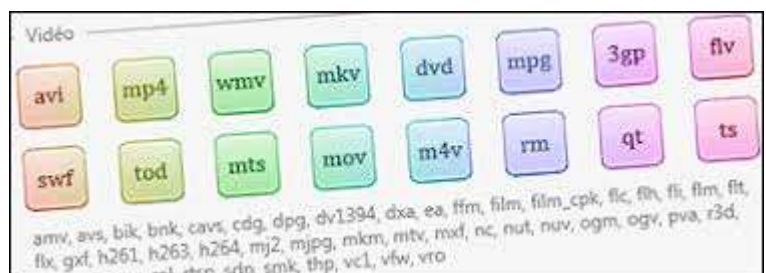 Vidéo
avi mp4 wmv mkv dvd mpg 3gp flv
swf tod mts mov m4v rm qt ts
amv, avs, bik, bnk, cavs, cdg, dpg, dv1394, dxa, ea, ffm, film, film_cpk, flc, flh, fli, flm, flt,
flx, gxf, h261, h263, h264, mj2, mjpg, mkm, mtv, mxf, nc, nut, nuv, ogm, ogv, pva, r3d,
sdp, smk, thp, vc1, vfw, vro